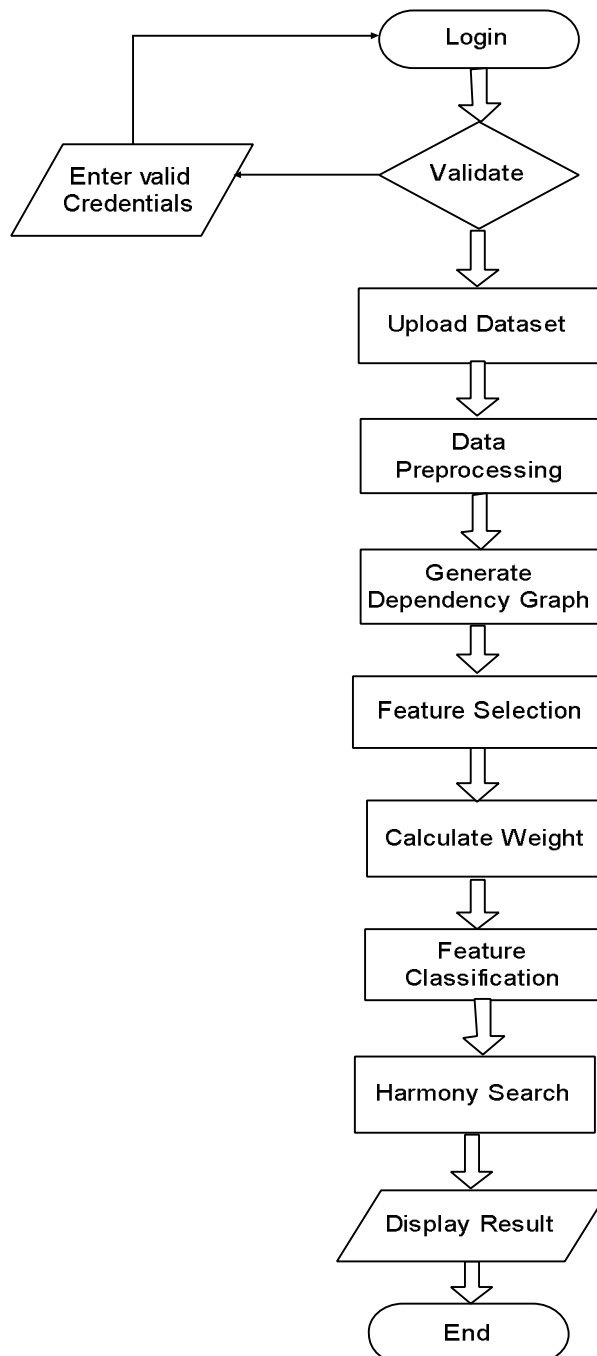 Login
Validate
Enter valid
Credentials
Upload Dataset
Data
Preprocessing
Generate
Dependency Graph
Feature Selection
Calculate Weight
Feature
Classification
Harmony Search
Display Result
End